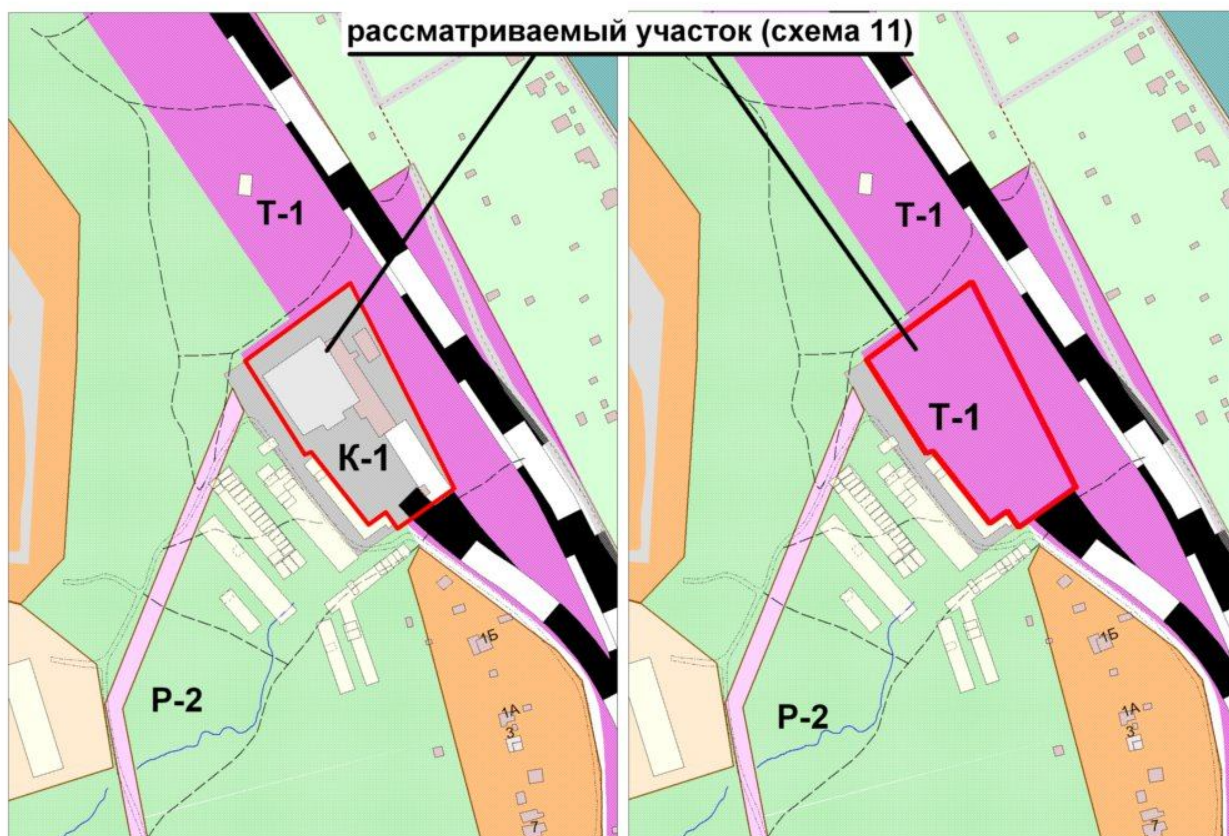 рассматриваемый участок (схема 11)
Т-1
К-1
Р-2
1Б
1А
3
7
Т-1
Т-1
Р-2
1Б
1А
3
7